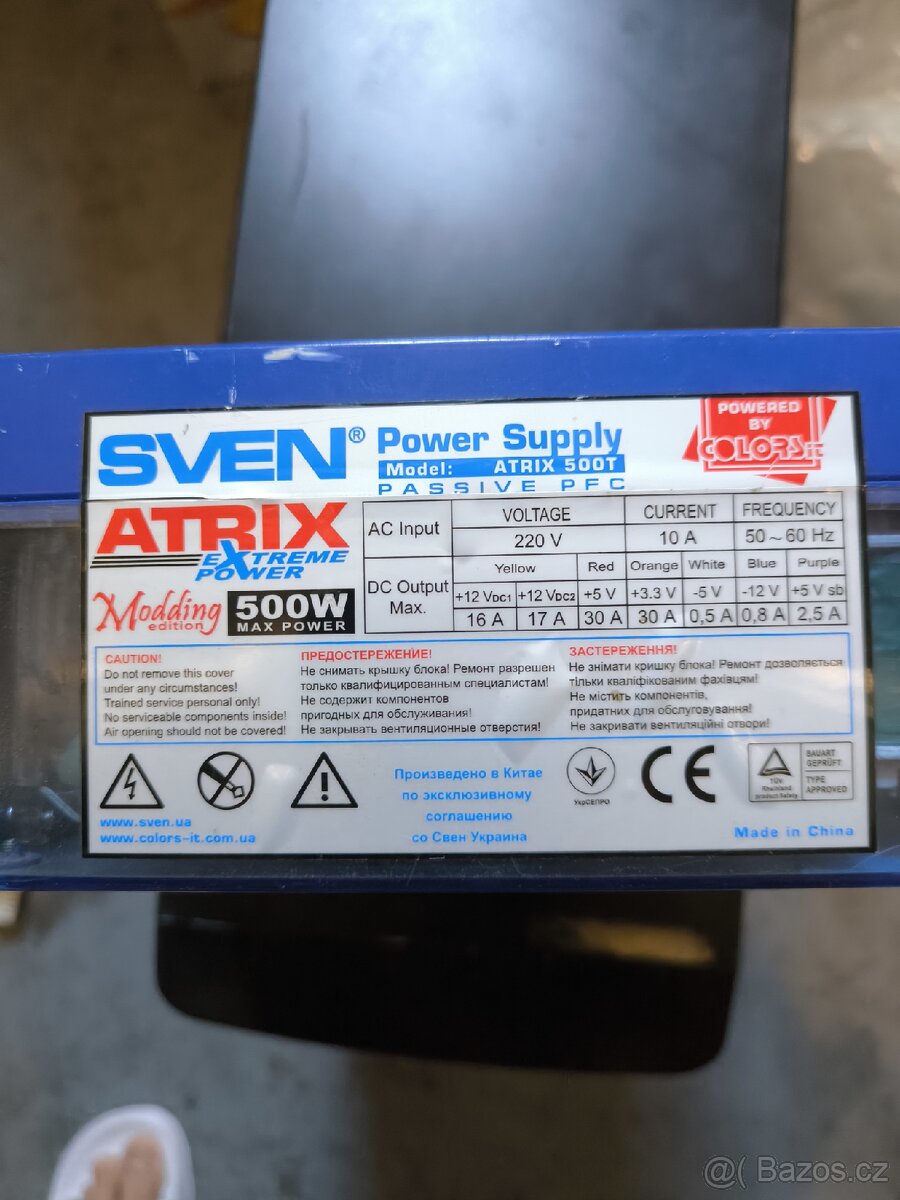 SVEN® Power Supply
Model: ATRIX 500T
PASSIVE PFC
POWERED
BY
COLORSiT
ATRIX
EXTREME
POWER
Modding
edition
500W
MAX POWER
AC Input VOLTAGE CURRENT FREQUENCY
220 V 10 A 50~60 Hz
DC Output Max. Yellow Red Orange White Blue Purple
+12 VDC1 +12 VDC2 +5 V +3.3 V -5 V -12 V +5 V sb
16 A 17 A 30 A 30 A 0,5 A 0,8 A 2,5 A
CAUTION!
Do not remove this cover
under any circumstances!
Trained service personal only!
No serviceable components inside!
Air opening should not be covered!
ПРЕДОСТЕРЕЖЕНИЕ!
Не снимать крышку блока! Ремонт разрешен
только квалифицированным специалистам!
Не содержит компонентов
пригодных для обслуживания!
Не закрывать вентиляционные отверстия!
ЗАСТЕРЕЖЕННЯ!
Не знімати кришку блока! Ремонт дозволяється
тільки кваліфікованим фахівцям!
Не містить компонентів,
придатних для обслуговування!
Не закривати вентиляційні отвори!
www.sven.ua
www.colors-it.com.ua
Произведено в Китае
по эксклюзивному
соглашению
со Свен Украина
УкрСЕПРО
CE
TÜV
Rheinland
product Safety
BAUART
GEPRÜFT
TYPE
APPROVED
Made in China
@( Bazos.cz